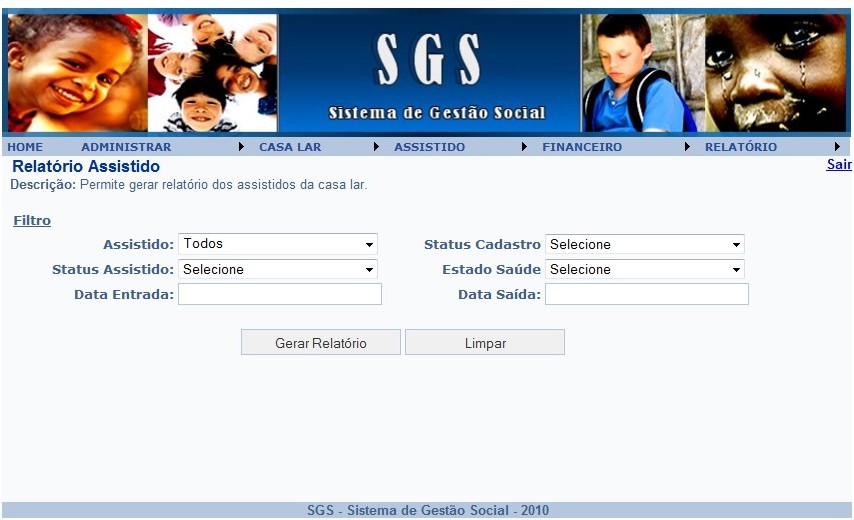 SGS
Sistema de Gestão Social
HOME ADMINISTRAR CASA LAR ASSISTIDO FINANCEIRO RELATÓRIO
Relatório Assistido Sair
Descrição: Permite gerar relatório dos assistidos da casa lar.
Filtro
Assistido: Todos Status Cadastro Selecione
Status Assistido: Selecione Estado Saúde Selecione
Data Entrada: Data Saída:
Gerar Relatório Limpar
SGS - Sistema de Gestão Social - 2010